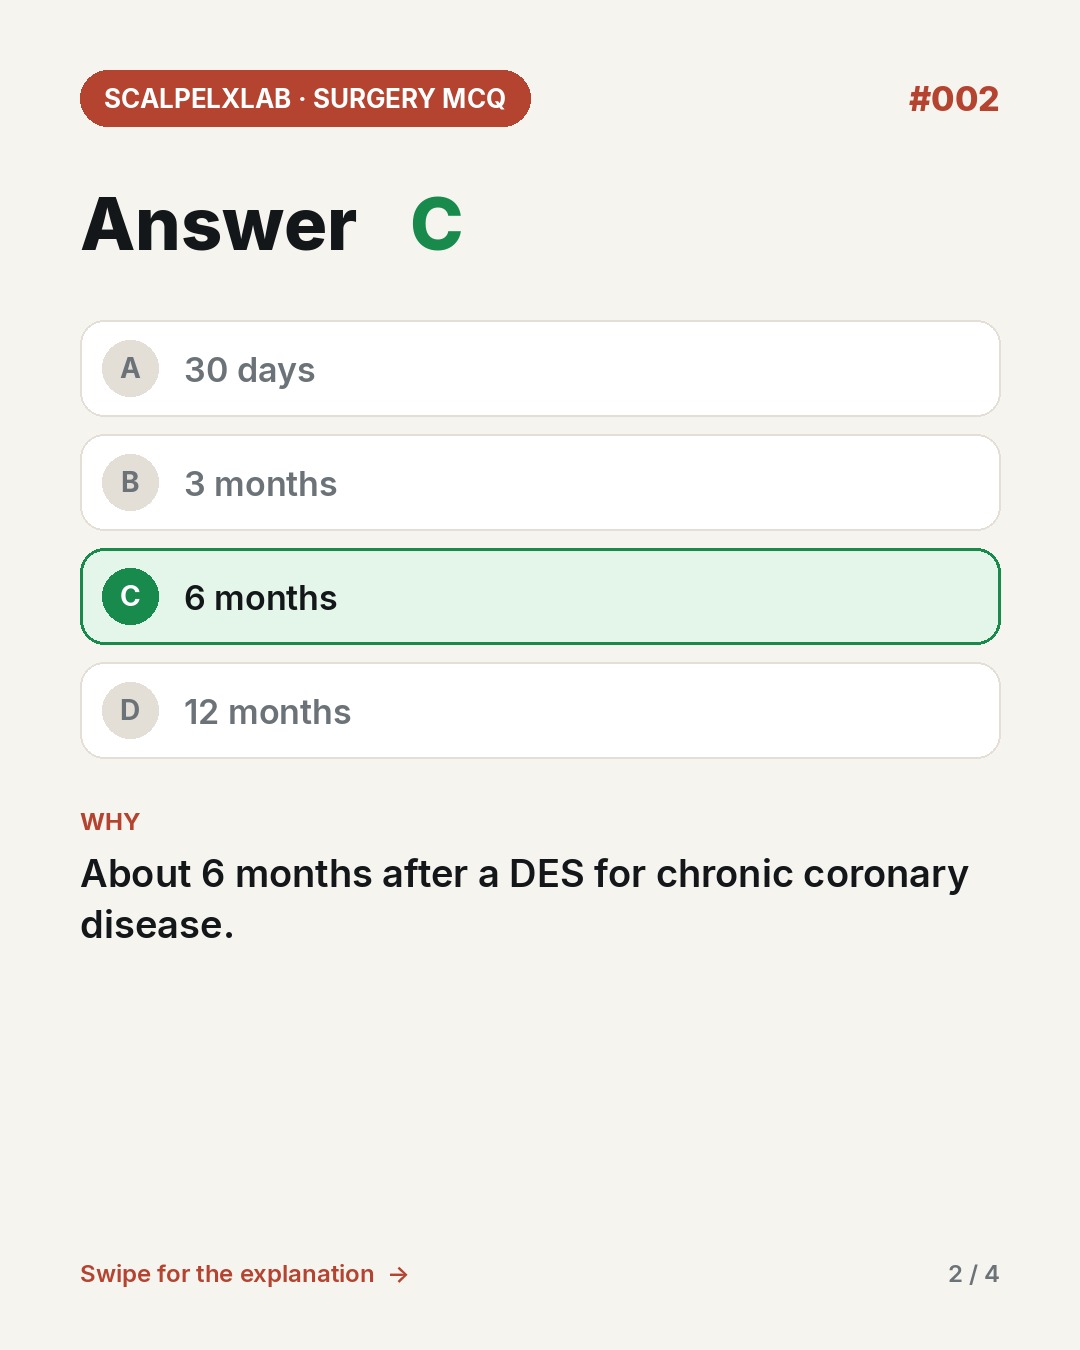 SCALPELXLAB · SURGERY MCQ
#002
Answer C
A 30 days
B 3 months
C 6 months
D 12 months
WHY
About 6 months after a DES for chronic coronary
disease.
Swipe for the explanation →
2 / 4